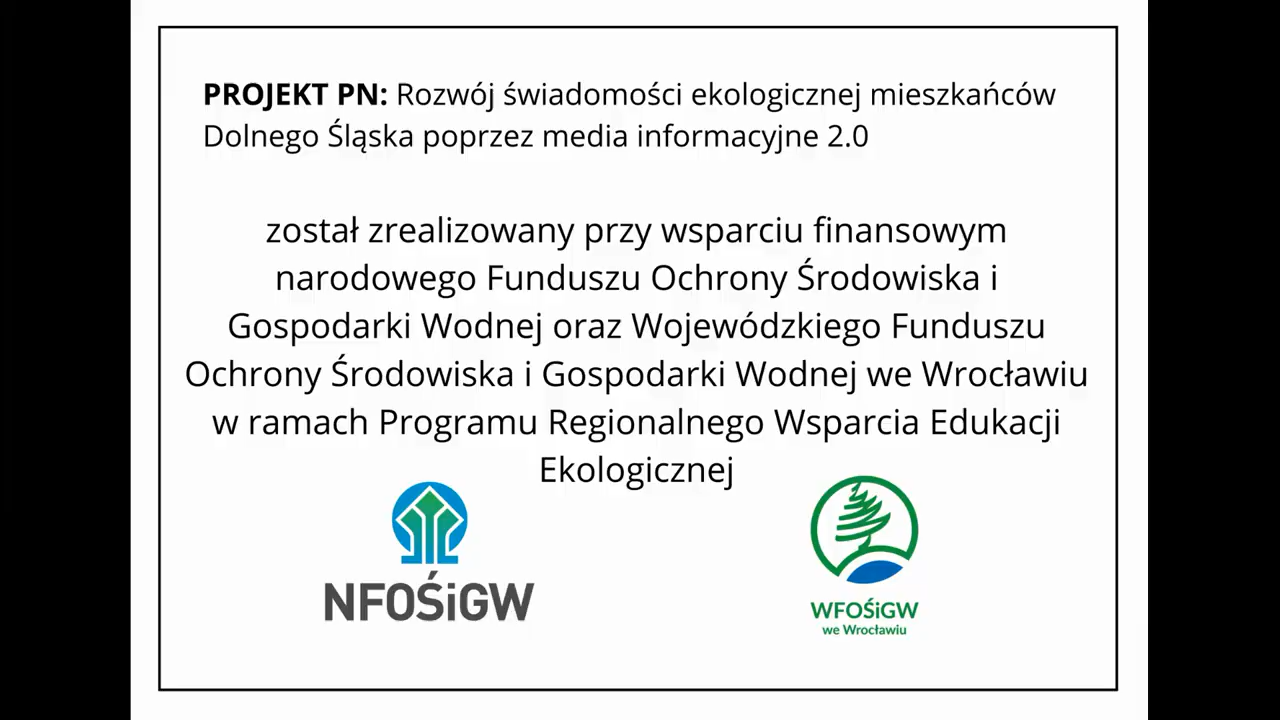 PROJEKT PN: Rozwój świadomości ekologicznej mieszkańców
Dolnego Śląska poprzez media informacyjne 2.0
został zrealizowany przy wsparciu finansowym
narodowego Funduszu Ochrony Środowiska i
Gospodarki Wodnej oraz Wojewódzkiego Funduszu
Ochrony Środowiska i Gospodarki Wodnej we Wrocławiu
w ramach Programu Regionalnego Wsparcia Edukacji
Ekologicznej
NFOŚiGW
WFOŚiGW
we Wrocławiu